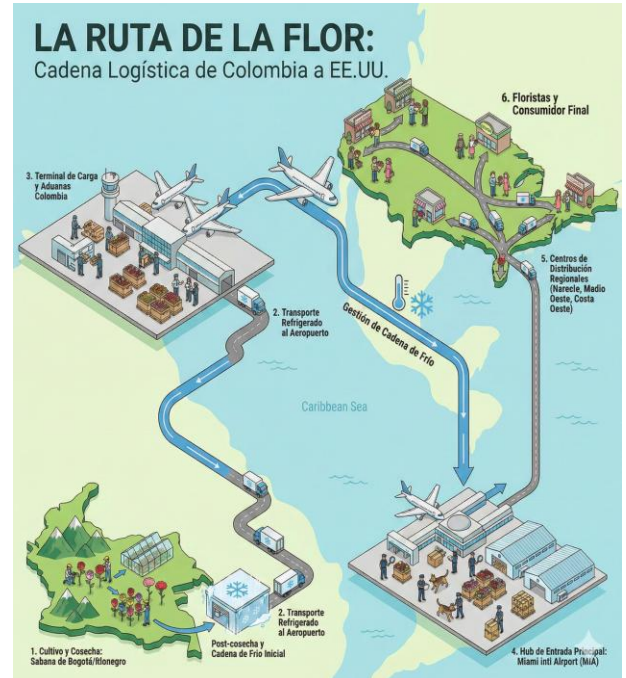 LA RUTA DE LA FLOR:
Cadena Logística de Colombia a EE.UU.
6. Floristas y
Consumidor Final
3. Terminal de Carga
y Aduanas
Colombia
2. Transporte
Refrigerado
al Aeropuerto
Gestión de Cadena de Frío
5. Centros de
Distribución
Regionales
(Narecle, Madio
Oeste, Costa
Oeste)
Caribbean Sea
1. Cultivo y Cosecha:
Sabana de Bogotá/Rlonegro
Post-cosecha y
Cadena de Frio Inicial
2. Transporte
Refrigerado
al Aeropuerto
4. Hub de Entrada Principal:
Miami inti Airport (MiA)